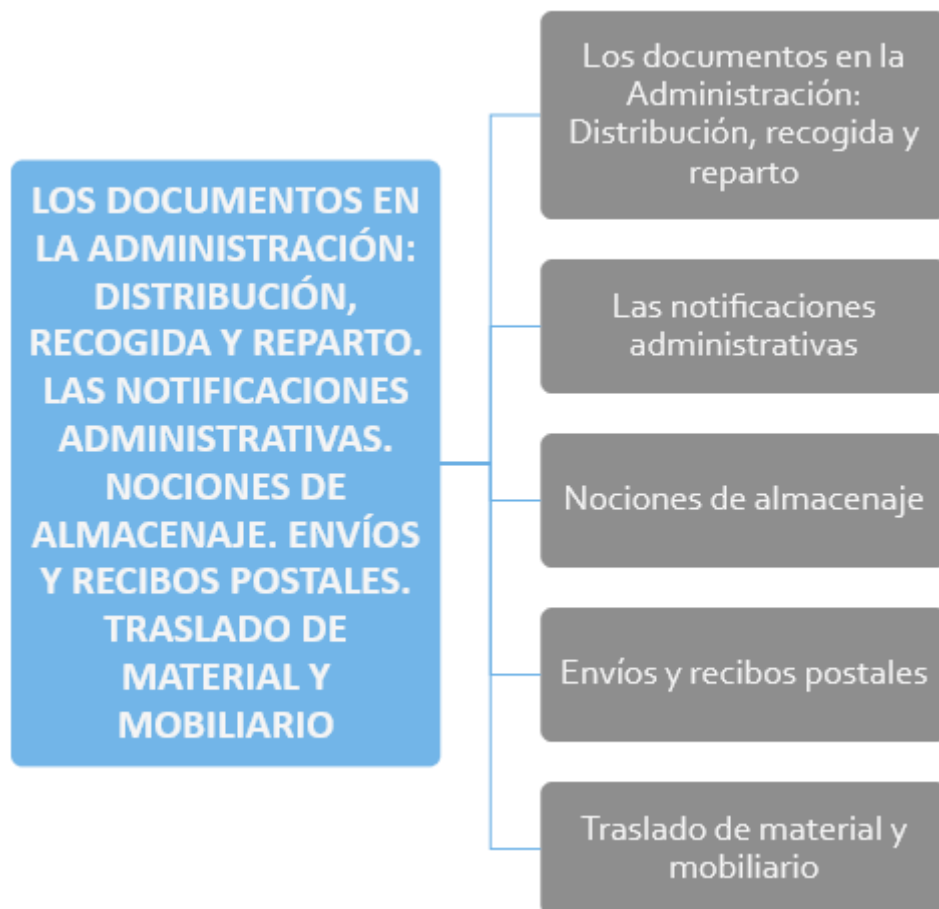 LOS DOCUMENTOS EN
LA ADMINISTRACIÓN:
DISTRIBUCIÓN,
RECOGIDA Y REPARTO.
LAS NOTIFICACIONES
ADMINISTRATIVAS.
NOCIONES DE
ALMACENAJE. ENVÍOS
Y RECIBOS POSTALES.
TRASLADO DE
MATERIAL Y
MOBILIARIO
Los documentos en la
Administración:
Distribución, recogida y
reparto
Las notificaciones
administrativas
Nociones de almacenaje
Envíos y recibos postales
Traslado de material y
mobiliario